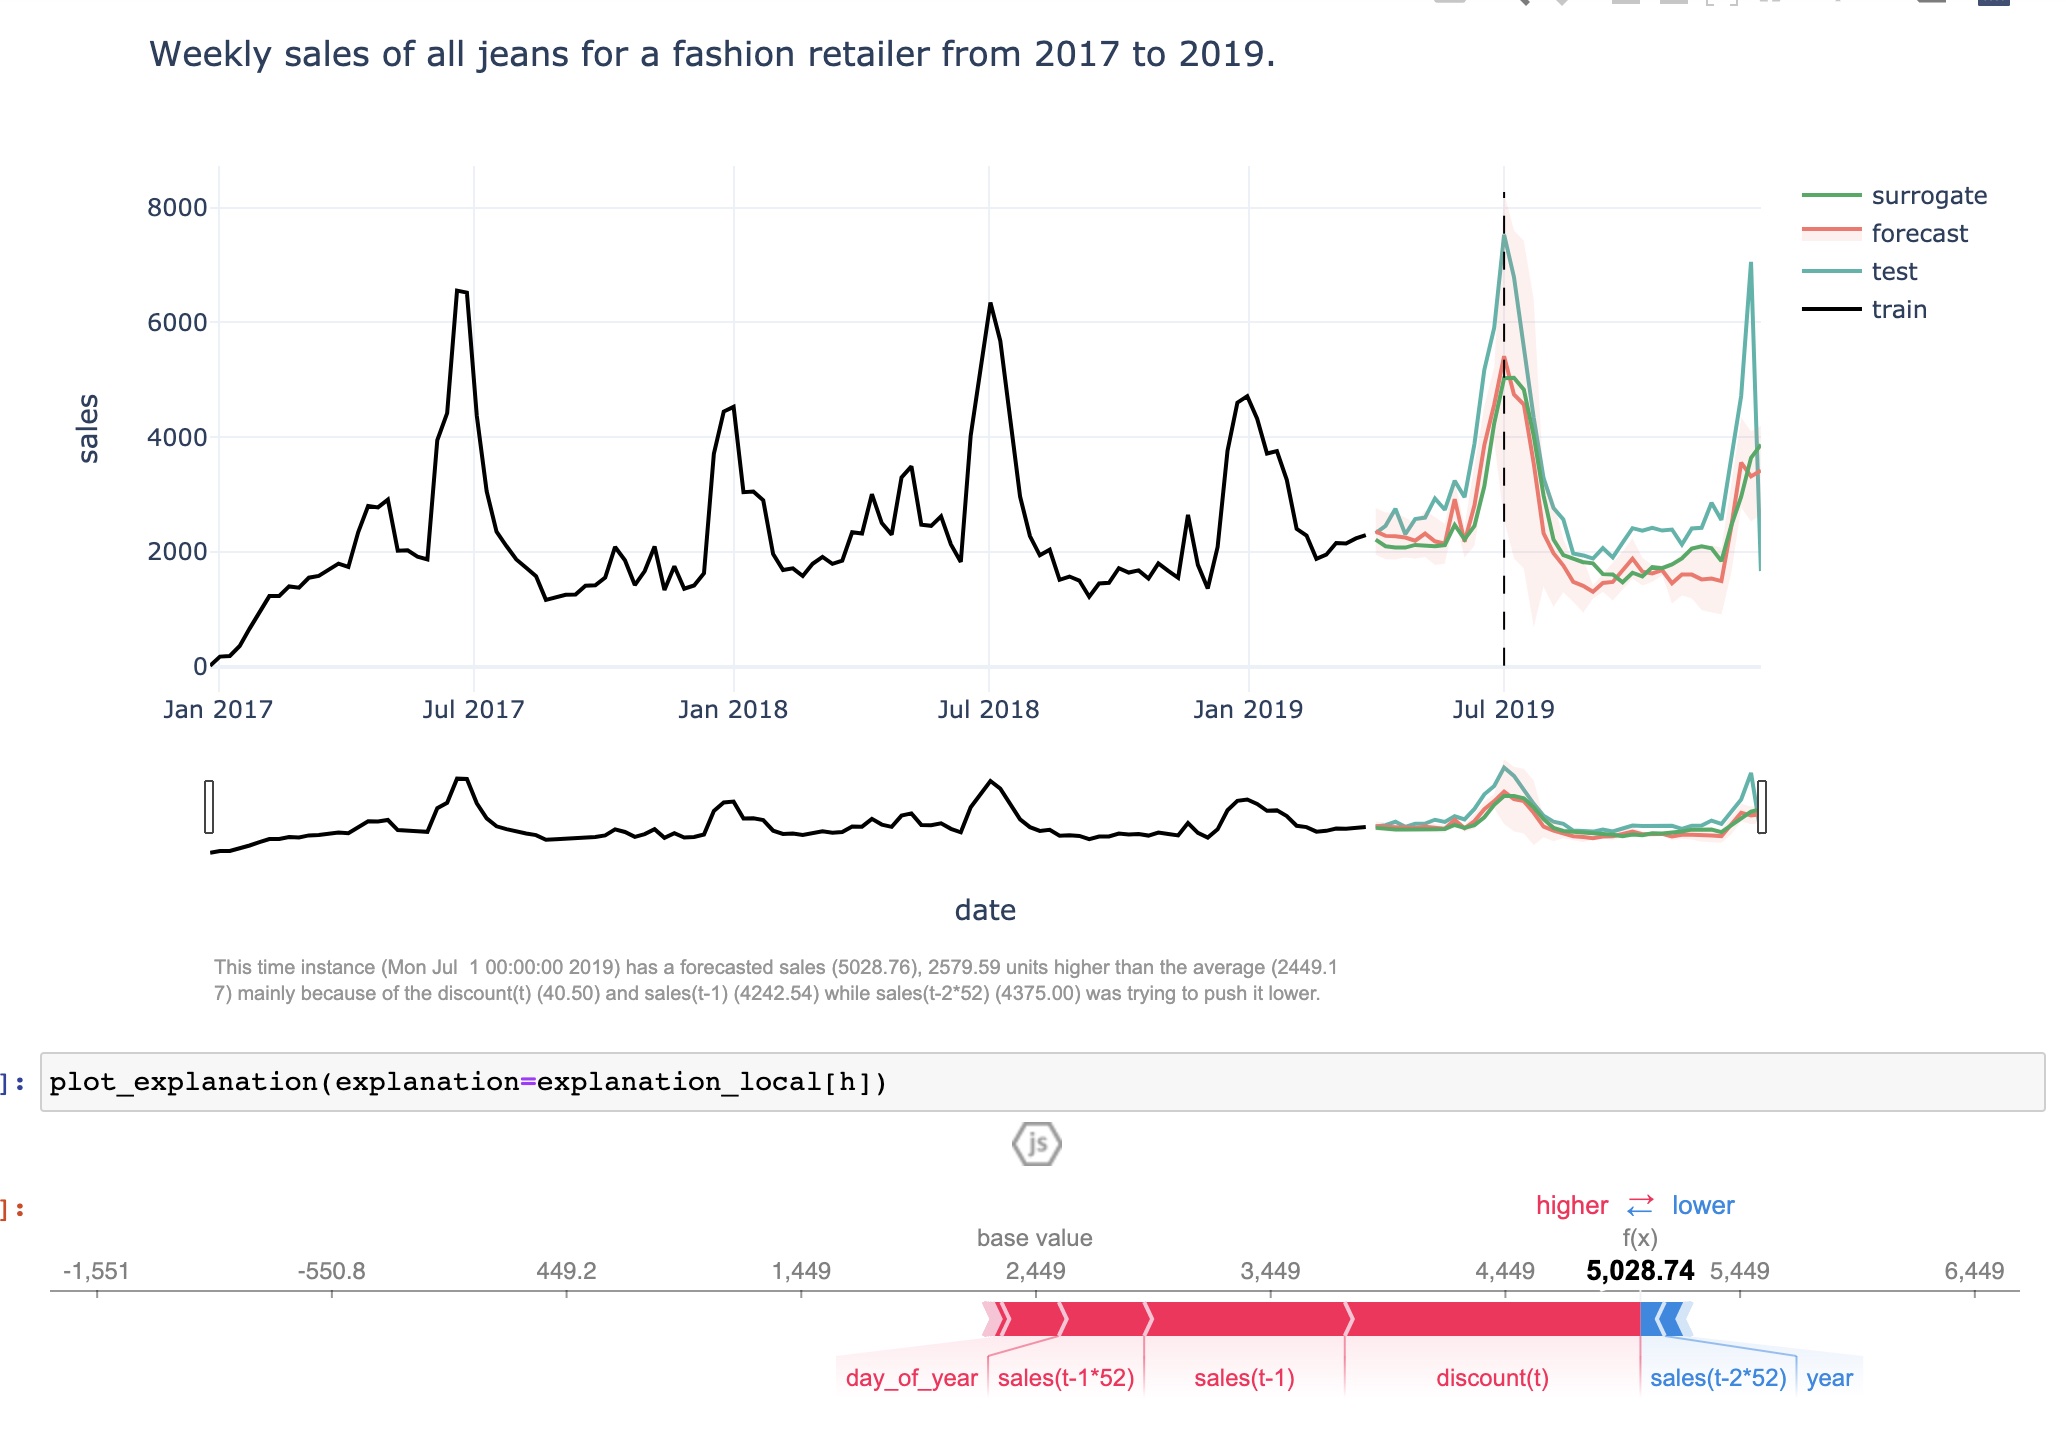 Weekly sales of all jeans for a fashion retailer from 2017 to 2019.
8000
6000
4000
2000
0
sales
surrogate
forecast
test
train
Jan 2017 Jul 2017 Jan 2018 Jul 2018 Jan 2019 Jul 2019
date
This time instance (Mon Jul  1 00:00:00 2019) has a forecasted sales (5028.76), 2579.59 units higher than the average (2449.1
7) mainly because of the discount(t) (40.50) and sales(t-1) (4242.54) while sales(t-2*52) (4375.00) was trying to push it lower.
]: plot_explanation(explanation=explanation_local[h])
js
]:
higher lower
base value f(x)
-1,551 -550.8 449.2 1,449 2,449 3,449 4,449 5,028.74 5,449 6,449
day_of_year sales(t-1*52) sales(t-1) discount(t) sales(t-2*52) year